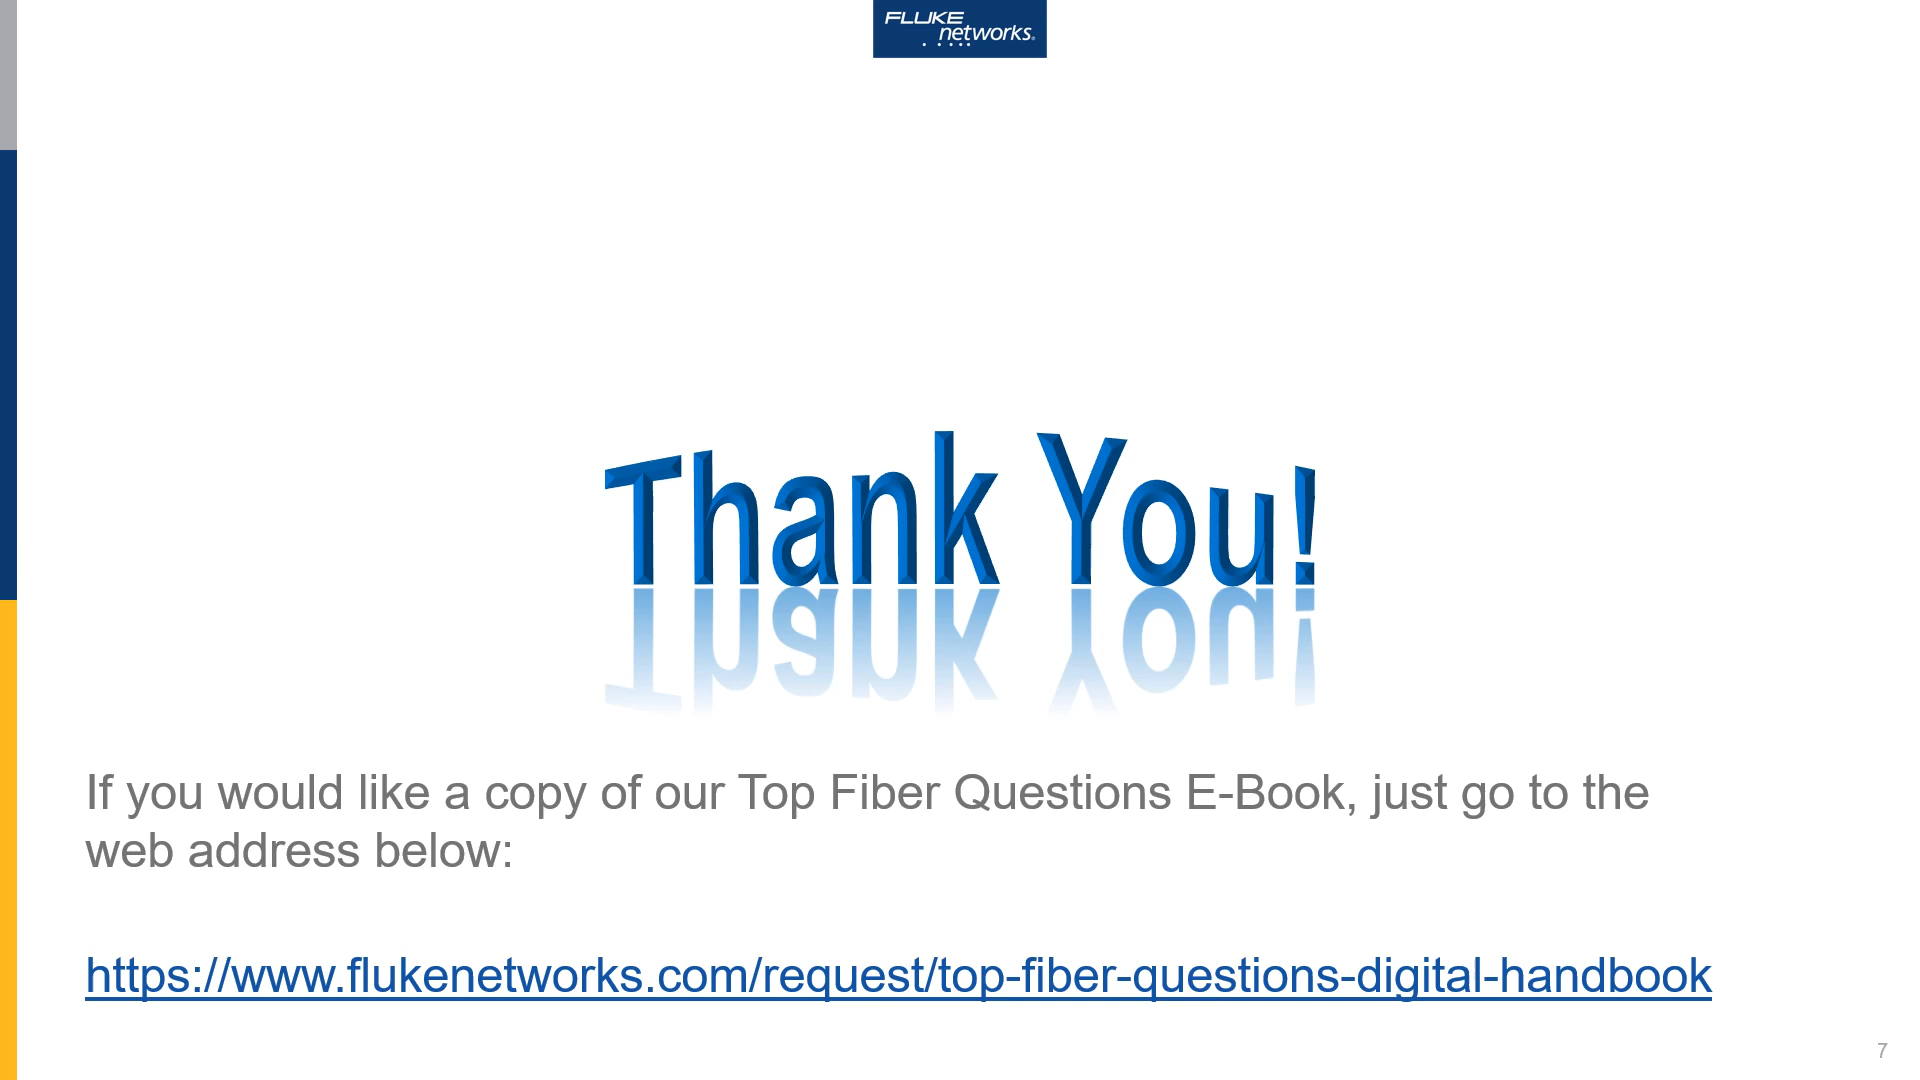 FLUKE
networks®
Thank You!
If you would like a copy of our Top Fiber Questions E-Book, just go to the
web address below:
https://www.flukenetworks.com/request/top-fiber-questions-digital-handbook
7